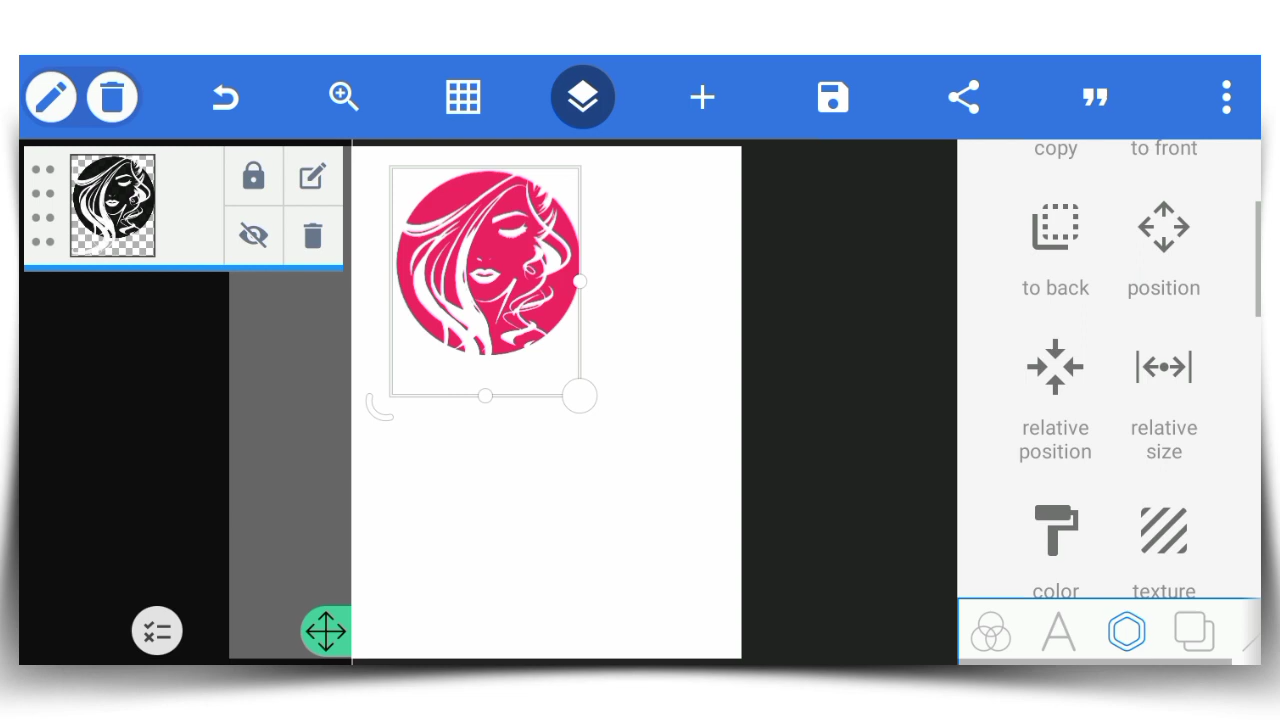 copy to front
to back position
relative position
relative size
color texture